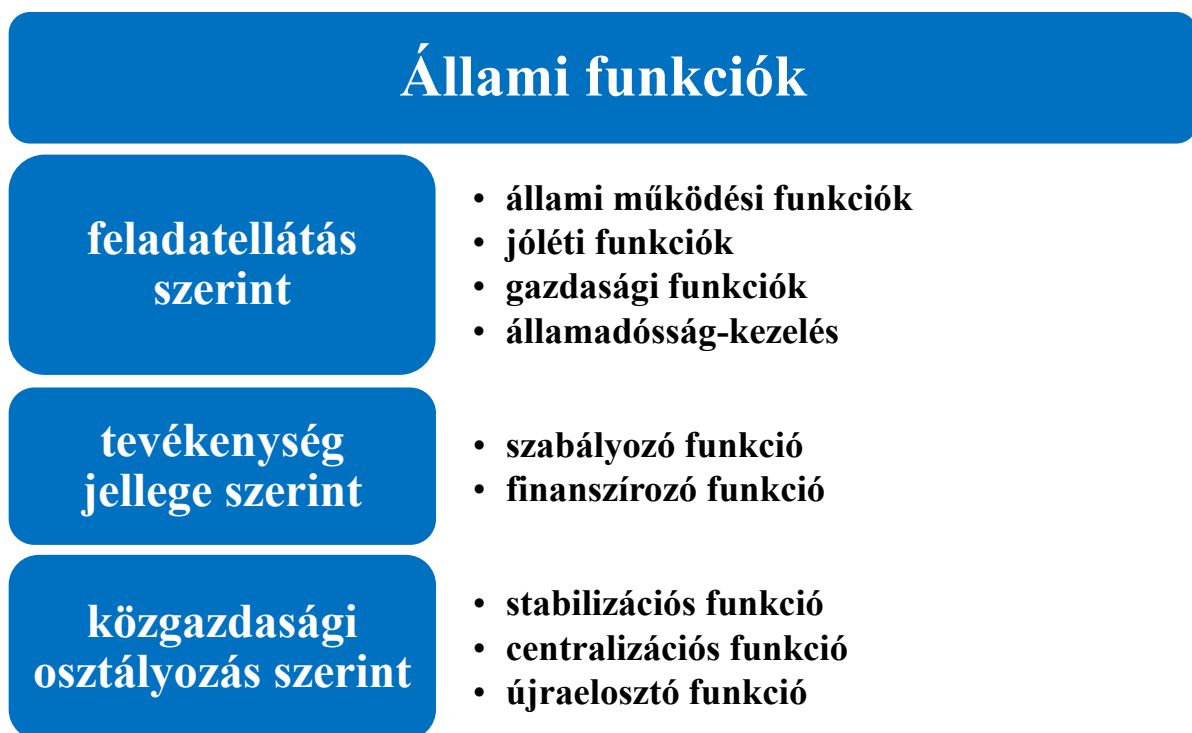 Állami funkciók
feladatellátás
szerint
• állami működési funkciók
• jóléti funkciók
• gazdasági funkciók
• államadósság-kezelés
tevékenység
jellege szerint
• szabályozó funkció
• finanszírozó funkció
közgazdasági
osztályozás szerint
• stabilizációs funkció
• centralizációs funkció
• újraelosztó funkció